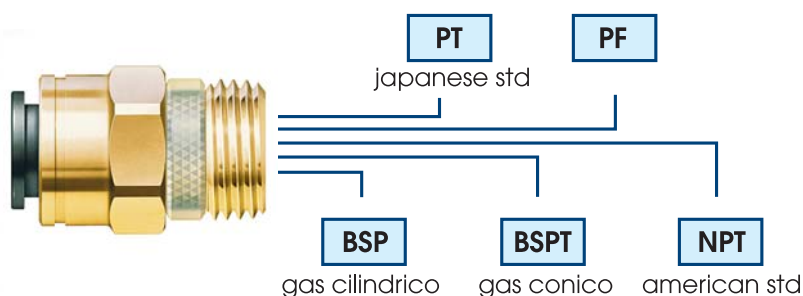 PT
PF
japanese std
BSP
BSPT
NPT
gas cilindrico
gas conico
american std